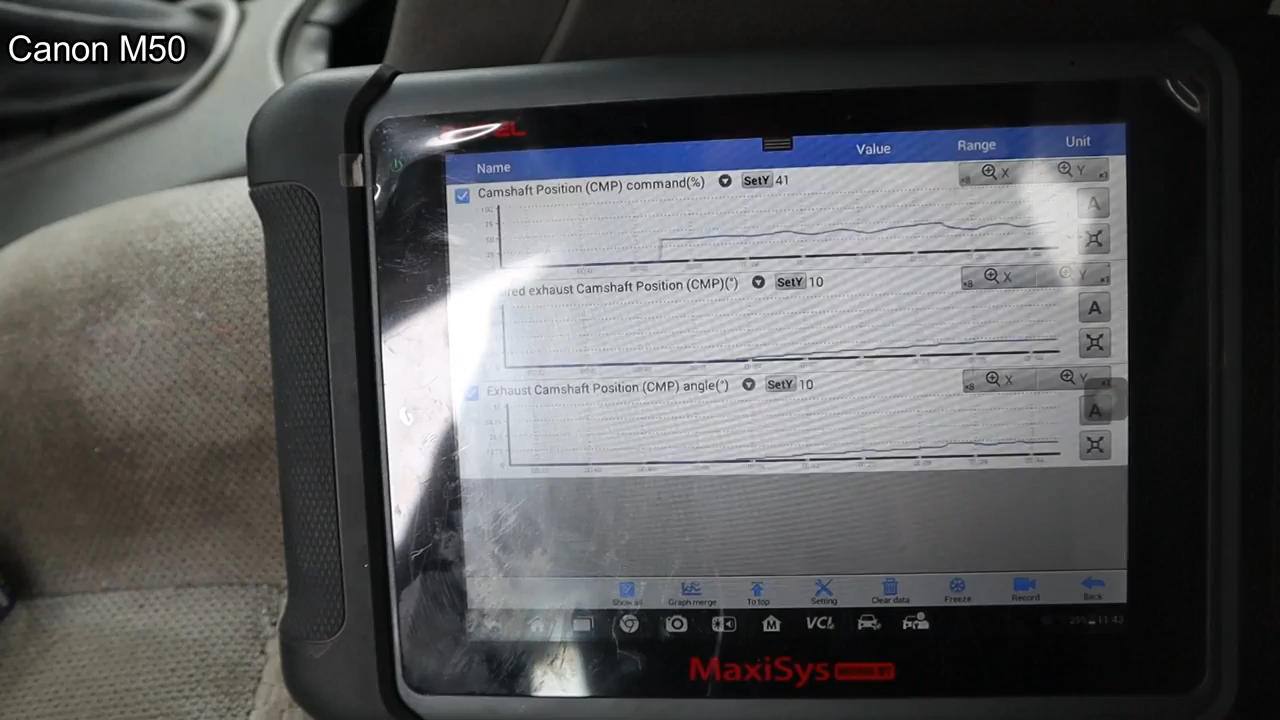 Canon M50
Name Value Range Unit
Camshaft Position (CMP) command(%) SetY 41
X Y
A
red exhaust Camshaft Position (CMP)(°) SetY 10
X Y
A
Exhaust Camshaft Position (CMP) angle(°) SetY 10
X Y
A
Show all Graph merge To top Setting Clear data Freeze Record Back
VCI
11:43
MaxiSys